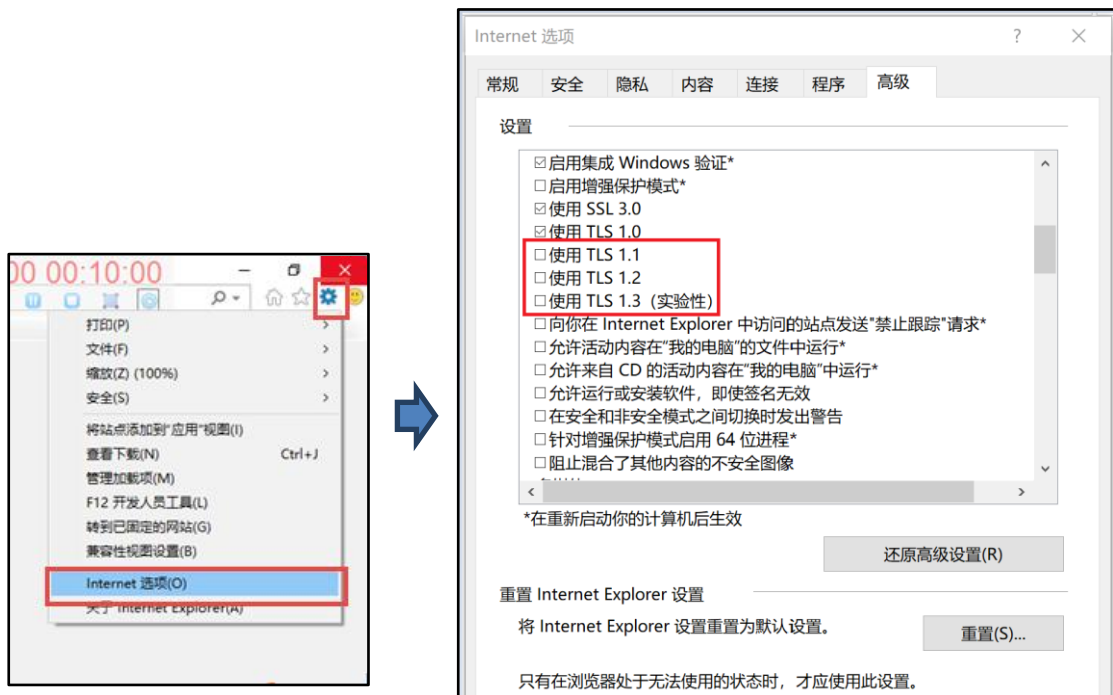 00 00:10:00
打印(P)
文件(F)
缩放(Z) (100%)
安全(S)
将站点添加到"应用"视图(I)
查看下载(N) Ctrl+J
管理加载项(M)
F12 开发人员工具(L)
转到已固定的网站(G)
兼容性视图设置(B)
Internet 选项(O)
关于 Internet Explorer(A)
Internet 选项 ?
常规 安全 隐私 内容 连接 程序 高级
设置
启用集成 Windows 验证*
启用增强保护模式*
使用 SSL 3.0
使用 TLS 1.0
使用 TLS 1.1
使用 TLS 1.2
使用 TLS 1.3（实验性）
向你在 Internet Explorer 中访问的站点发送"禁止跟踪"请求*
允许活动内容在"我的电脑"的文件中运行*
允许来自 CD 的活动内容在"我的电脑"中运行*
允许运行或安装软件，即使签名无效
在安全和非安全模式之间切换时发出警告
针对增强保护模式启用 64 位进程*
阻止混合了其他内容的不安全图像
*在重新启动你的计算机后生效
还原高级设置(R)
重置 Internet Explorer 设置
将 Internet Explorer 设置重置为默认设置。
重置(S)...
只有在浏览器处于无法使用的状态时，才应使用此设置。